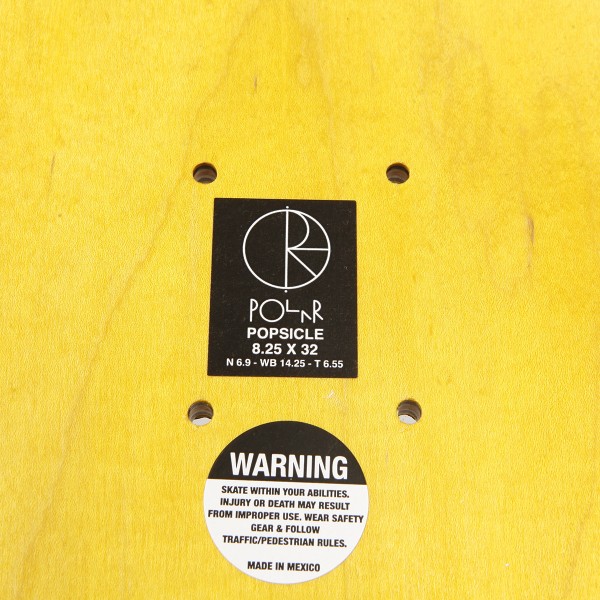 POLAR
POPSICLE
8.25 X 32
N 6.9 - WB 14.25 - T 6.55
WARNING
SKATE WITHIN YOUR ABILITIES.
INJURY OR DEATH MAY RESULT
FROM IMPROPER USE. WEAR SAFETY
GEAR & FOLLOW
TRAFFIC/PEDESTRIAN RULES.
MADE IN MEXICO